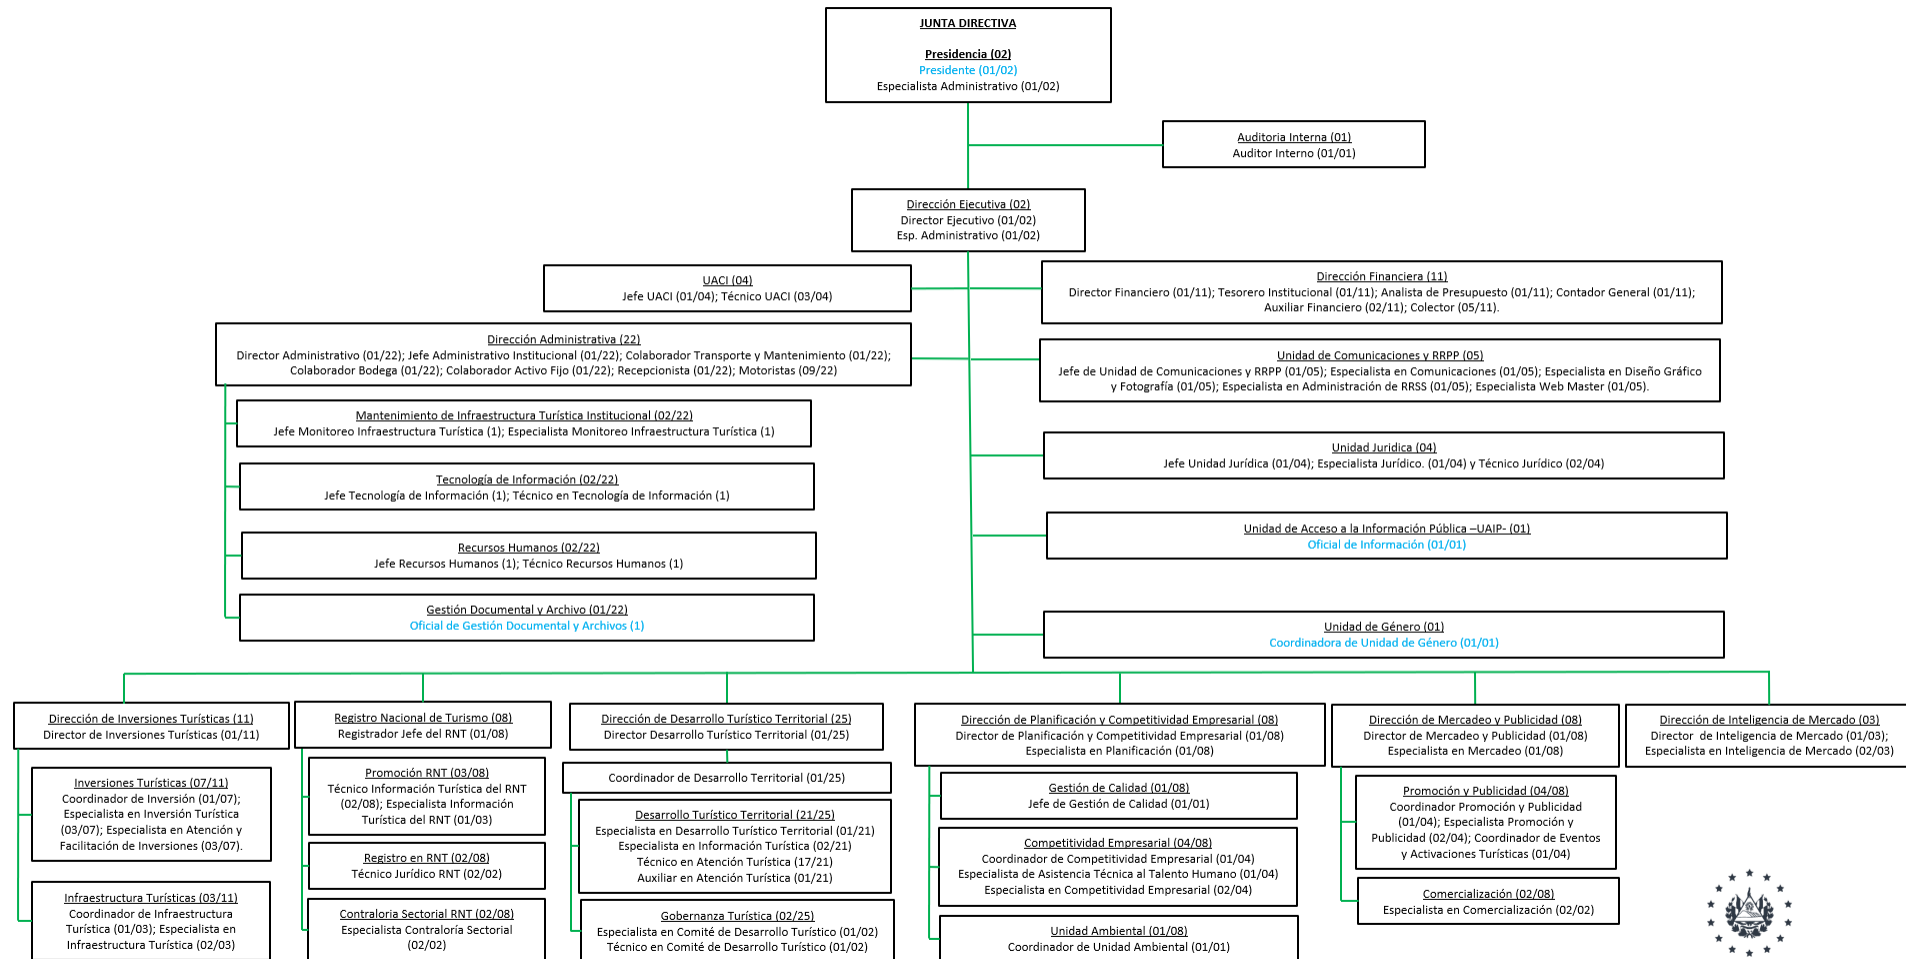 JUNTA DIRECTIVA
Presidencia (02)
Presidente (01/02)
Especialista Administrativo (01/02)
Auditoria Interna (01)
Auditor Interno (01/01)
Dirección Ejecutiva (02)
Director Ejecutivo (01/02)
Esp. Administrativo (01/02)
UACI (04)
Jefe UACI (01/04); Técnico UACI (03/04)
Dirección Financiera (11)
Director Financiero (01/11); Tesorero Institucional (01/11); Analista de Presupuesto (01/11); Contador General (01/11);
Auxiliar Financiero (02/11); Colector (05/11).
Dirección Administrativa (22)
Director Administrativo (01/22); Jefe Administrativo Institucional (01/22); Colaborador Transporte y Mantenimiento (01/22);
Colaborador Bodega (01/22); Colaborador Activo Fijo (01/22); Recepcionista (01/22); Motoristas (09/22)
Unidad de Comunicaciones y RRPP (05)
Jefe de Unidad de Comunicaciones y RRPP (01/05); Especialista en Comunicaciones (01/05); Especialista en Diseño Gráfico
y Fotografía (01/05); Especialista en Administración de RRSS (01/05); Especialista Web Master (01/05).
Mantenimiento de Infraestructura Turística Institucional (02/22)
Jefe Monitoreo Infraestructura Turística (1); Especialista Monitoreo Infraestructura Turística (1)
Unidad Juridica (04)
Jefe Unidad Jurídica (01/04); Especialista Jurídico. (01/04) y Técnico Jurídico (02/04)
Tecnología de Información (02/22)
Jefe Tecnología de Información (1); Técnico en Tecnología de Información (1)
Unidad de Acceso a la Información Pública –UAIP- (01)
Oficial de Información (01/01)
Recursos Humanos (02/22)
Jefe Recursos Humanos (1); Técnico Recursos Humanos (1)
Gestión Documental y Archivo (01/22)
Oficial de Gestión Documental y Archivos (1)
Unidad de Género (01)
Coordinadora de Unidad de Género (01/01)
Dirección de Inversiones Turísticas (11)
Director de Inversiones Turísticas (01/11)
Inversiones Turísticas (07/11)
Coordinador de Inversión (01/07);
Especialista en Inversión Turística
(03/07); Especialista en Atención y
Facilitación de Inversiones (03/07).
Infraestructura Turísticas (03/11)
Coordinador de Infraestructura
Turística (01/03); Especialista en
Infraestructura Turística (02/03)
Registro Nacional de Turismo (08)
Registrador Jefe del RNT (01/08)
Promoción RNT (03/08)
Técnico Información Turística del RNT
(02/08); Especialista Información
Turística del RNT (01/03)
Registro en RNT (02/08)
Técnico Jurídico RNT (02/02)
Contraloria Sectorial RNT (02/08)
Especialista Contraloría Sectorial
(02/02)
Dirección de Desarrollo Turístico Territorial (25)
Director Desarrollo Turístico Territorial (01/25)
Coordinador de Desarrollo Territorial (01/25)
Desarrollo Turístico Territorial (21/25)
Especialista en Desarrollo Turístico Territorial (01/21)
Especialista en Información Turística (02/21)
Técnico en Atención Turística (17/21)
Auxiliar en Atención Turística (01/21)
Gobernanza Turística (02/25)
Especialista en Comité de Desarrollo Turístico (01/02)
Técnico en Comité de Desarrollo Turístico (01/02)
Dirección de Planificación y Competitividad Empresarial (08)
Director de Planificación y Competitividad Empresarial (01/08)
Especialista en Planificación (01/08)
Gestión de Calidad (01/08)
Jefe de Gestión de Calidad (01/01)
Competitividad Empresarial (04/08)
Coordinador de Competitividad Empresarial (01/04)
Especialista de Asistencia Técnica al Talento Humano (01/04)
Especialista en Competitividad Empresarial (02/04)
Unidad Ambiental (01/08)
Coordinador de Unidad Ambiental (01/01)
Dirección de Mercadeo y Publicidad (08)
Director de Mercadeo y Publicidad (01/08)
Especialista en Mercadeo (01/08)
Promoción y Publicidad (04/08)
Coordinador Promoción y Publicidad
(01/04); Especialista Promoción y
Publicidad (02/04); Coordinador de Eventos
y Activaciones Turísticas (01/04)
Comercialización (02/08)
Especialista en Comercialización (02/02)
Dirección de Inteligencia de Mercado (03)
Director de Inteligencia de Mercado (01/03);
Especialista en Inteligencia de Mercado (02/03)